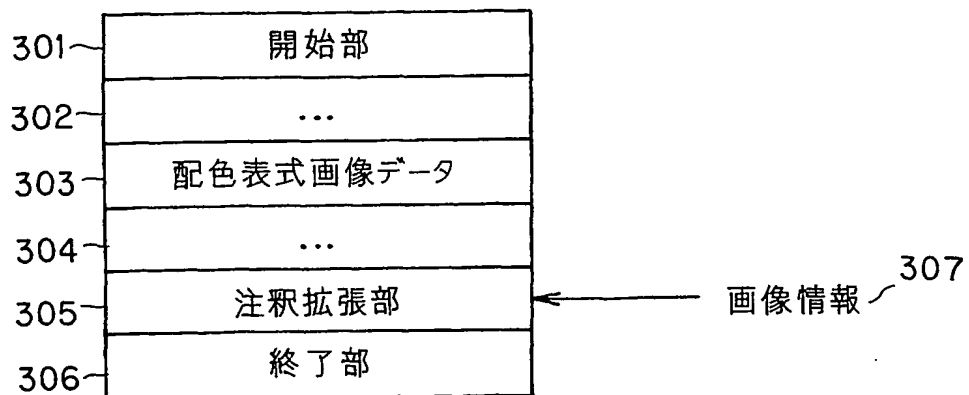 301 開始部
302 ...
303 配色表式画像データ
304 ...
305 注釈拡張部 画像情報 307
306 終了部